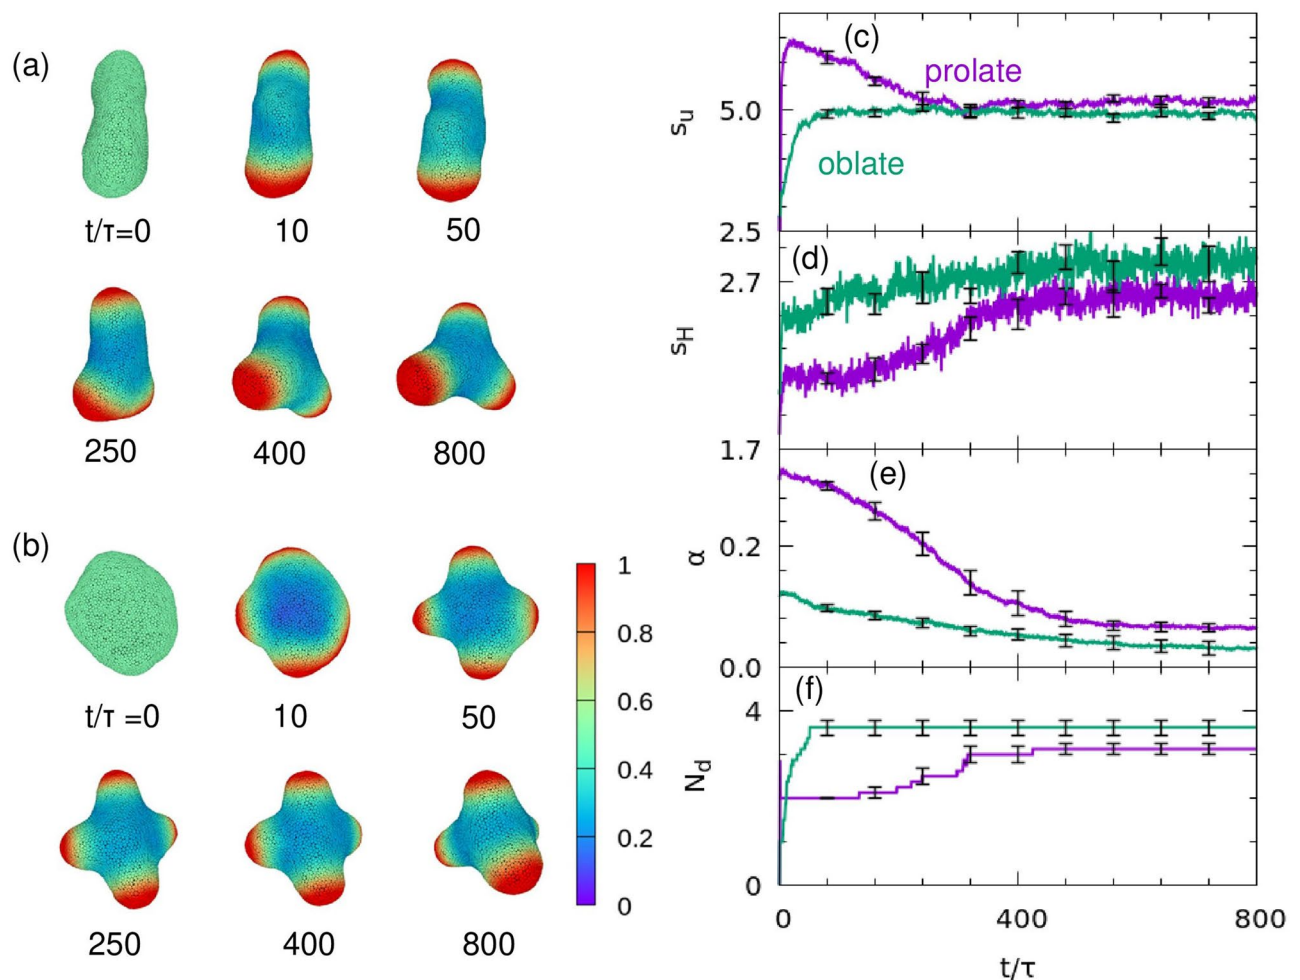 (a)
t/τ=0 10 50
250 400 800
(b)
t/τ =0 10 50
250 400 800
1
0.8
0.6
0.4
0.2
0
(c)
prolate
oblate
5.0
2.5
s_u
(d)
2.7
1.7
s_H
(e)
0.2
0.0
α
(f)
4
0
N_d
0 400 800
t/τ